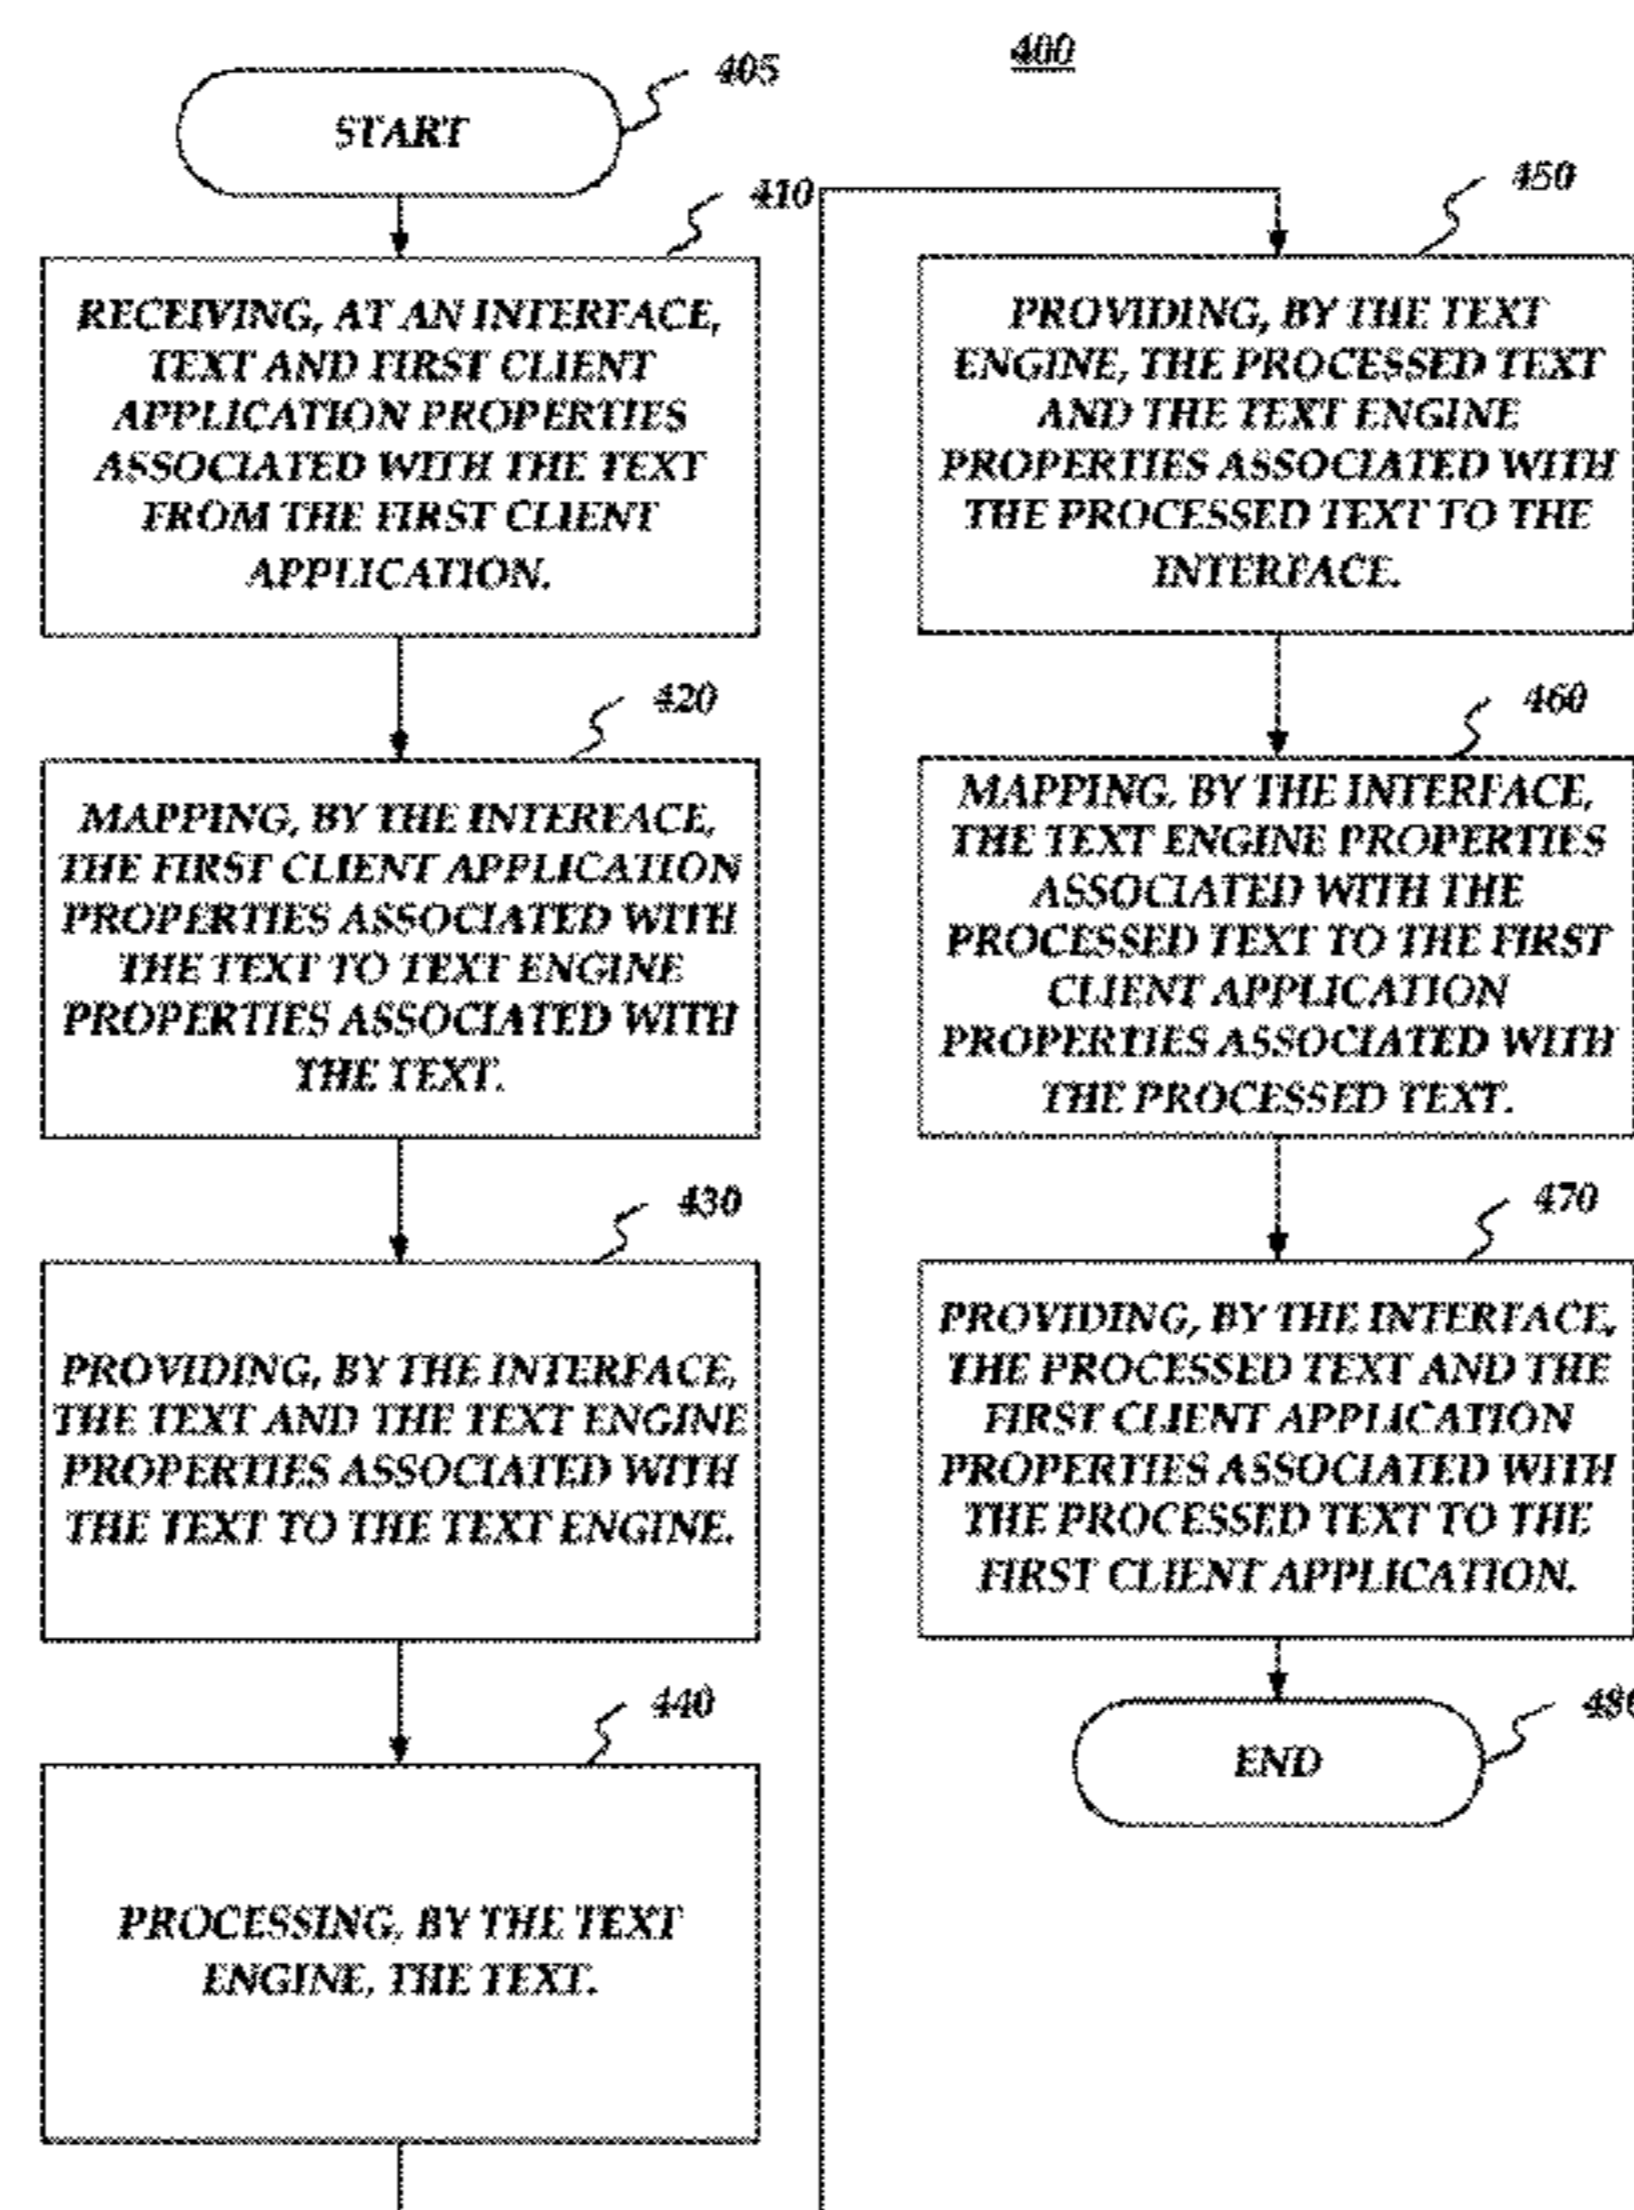 400
405
START
410
RECEIVING, AT AN INTERFACE,
TEXT AND FIRST CLIENT
APPLICATION PROPERTIES
ASSOCIATED WITH THE TEXT
FROM THE FIRST CLIENT
APPLICATION.
420
MAPPING, BY THE INTERFACE,
THE FIRST CLIENT APPLICATION
PROPERTIES ASSOCIATED WITH
THE TEXT TO TEXT ENGINE
PROPERTIES ASSOCIATED WITH
THE TEXT.
430
PROVIDING, BY THE INTERFACE,
THE TEXT AND THE TEXT ENGINE
PROPERTIES ASSOCIATED WITH
THE TEXT TO THE TEXT ENGINE.
440
PROCESSING, BY THE TEXT
ENGINE, THE TEXT.
450
PROVIDING, BY THE TEXT
ENGINE, THE PROCESSED TEXT
AND THE TEXT ENGINE
PROPERTIES ASSOCIATED WITH
THE PROCESSED TEXT TO THE
INTERFACE.
460
MAPPING, BY THE INTERFACE,
THE TEXT ENGINE PROPERTIES
ASSOCIATED WITH THE
PROCESSED TEXT TO THE FIRST
CLIENT APPLICATION
PROPERTIES ASSOCIATED WITH
THE PROCESSED TEXT.
470
PROVIDING, BY THE INTERFACE,
THE PROCESSED TEXT AND THE
FIRST CLIENT APPLICATION
PROPERTIES ASSOCIATED WITH
THE PROCESSED TEXT TO THE
FIRST CLIENT APPLICATION.
END